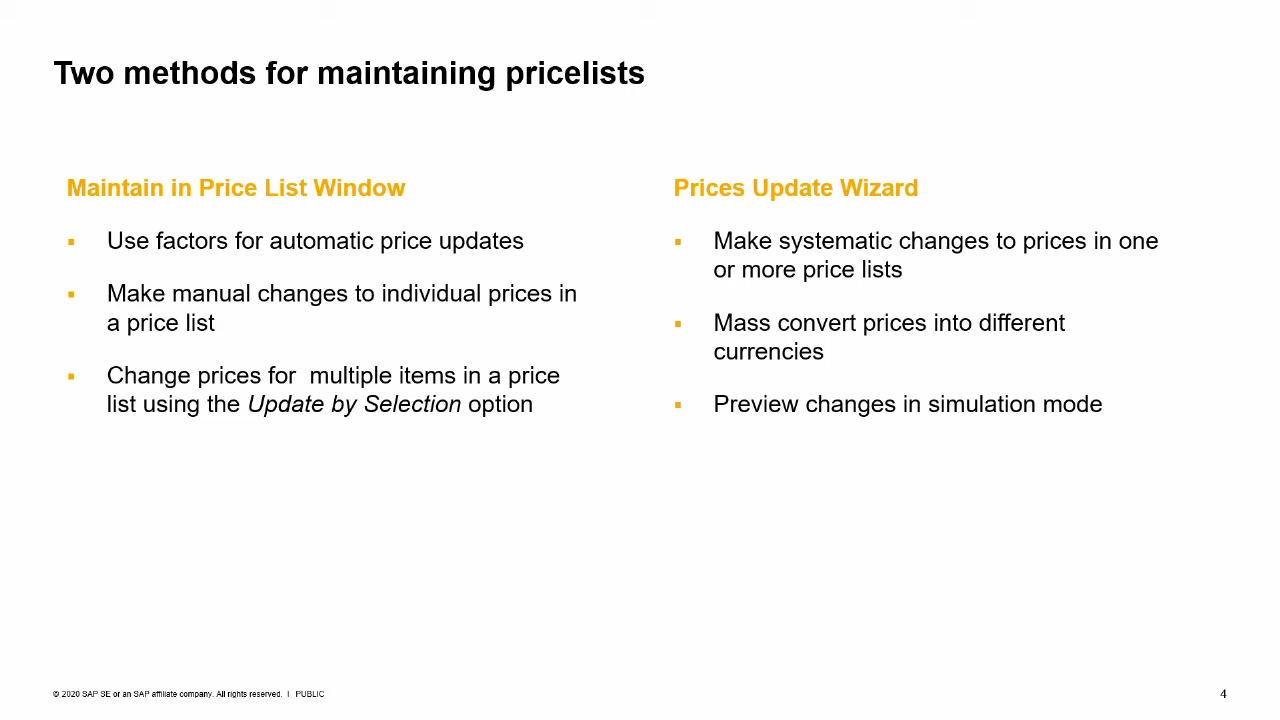 Two methods for maintaining pricelists
Maintain in Price List Window
▪ Use factors for automatic price updates
▪ Make manual changes to individual prices in
a price list
▪ Change prices for  multiple items in a price
list using the Update by Selection option
Prices Update Wizard
▪ Make systematic changes to prices in one
or more price lists
▪ Mass convert prices into different
currencies
▪ Preview changes in simulation mode
© 2020 SAP SE or an SAP affiliate company. All rights reserved. I PUBLIC
4